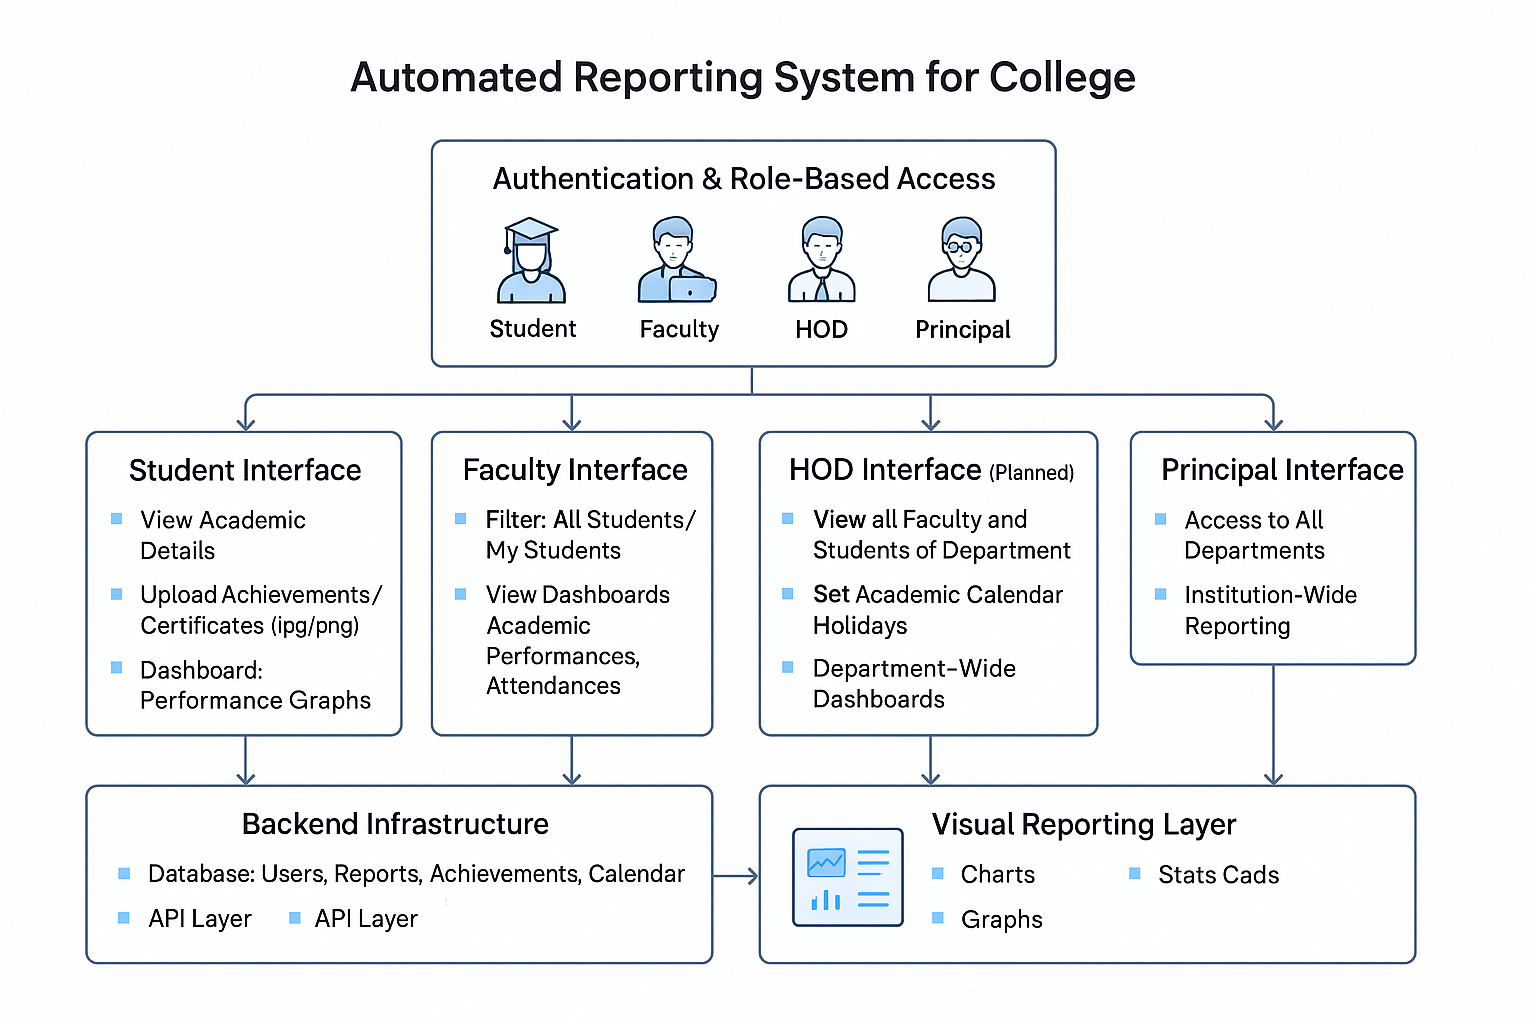 Automated Reporting System for College
Authentication & Role-Based Access
Student
Faculty
HOD
Principal
Student Interface
View Academic
Details
Upload Achievements/
Certificates (ipg/png)
Dashboard:
Performance Graphs
Faculty Interface
Filter: All Students/
My Students
View Dashboards
Academic
Performances,
Attendances
HOD Interface (Planned)
View all Faculty and
Students of Department
Set Academic Calendar
Holidays
Department-Wide
Dashboards
Principal Interface
Access to All
Departments
Institution-Wide
Reporting
Backend Infrastructure
Database: Users, Reports, Achievements, Calendar
API Layer
API Layer
Visual Reporting Layer
Charts
Stats Cads
Graphs